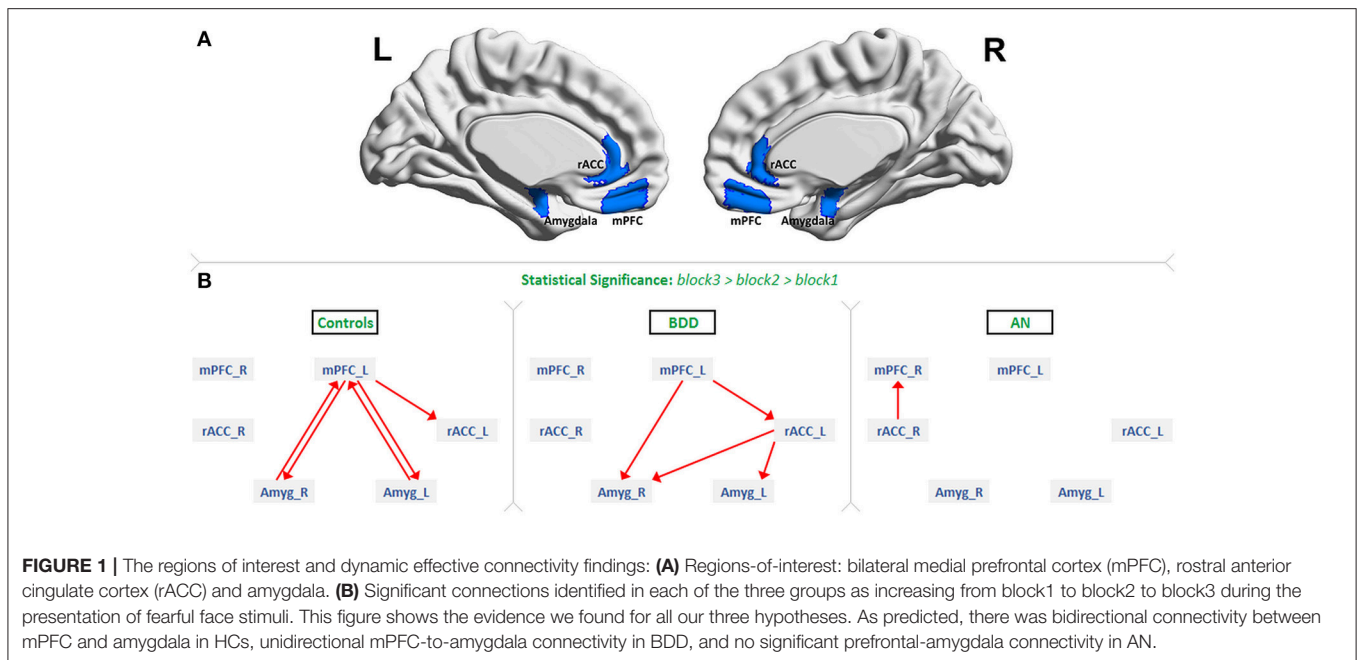 A
L
R
rACC
rACC
Amygdala mPFC
mPFC Amygdala
B
Statistical Significance: block3 > block2 > block1
Controls
mPFC_R mPFC_L
rACC_R rACC_L
Amyg_R Amyg_L
BDD
mPFC_R mPFC_L
rACC_R rACC_L
Amyg_R Amyg_L
AN
mPFC_R mPFC_L
rACC_R rACC_L
Amyg_R Amyg_L
FIGURE 1 | The regions of interest and dynamic effective connectivity findings: (A) Regions-of-interest: bilateral medial prefrontal cortex (mPFC), rostral anterior
cingulate cortex (rACC) and amygdala. (B) Significant connections identified in each of the three groups as increasing from block1 to block2 to block3 during the
presentation of fearful face stimuli. This figure shows the evidence we found for all our three hypotheses. As predicted, there was bidirectional connectivity between
mPFC and amygdala in HCs, unidirectional mPFC-to-amygdala connectivity in BDD, and no significant prefrontal-amygdala connectivity in AN.